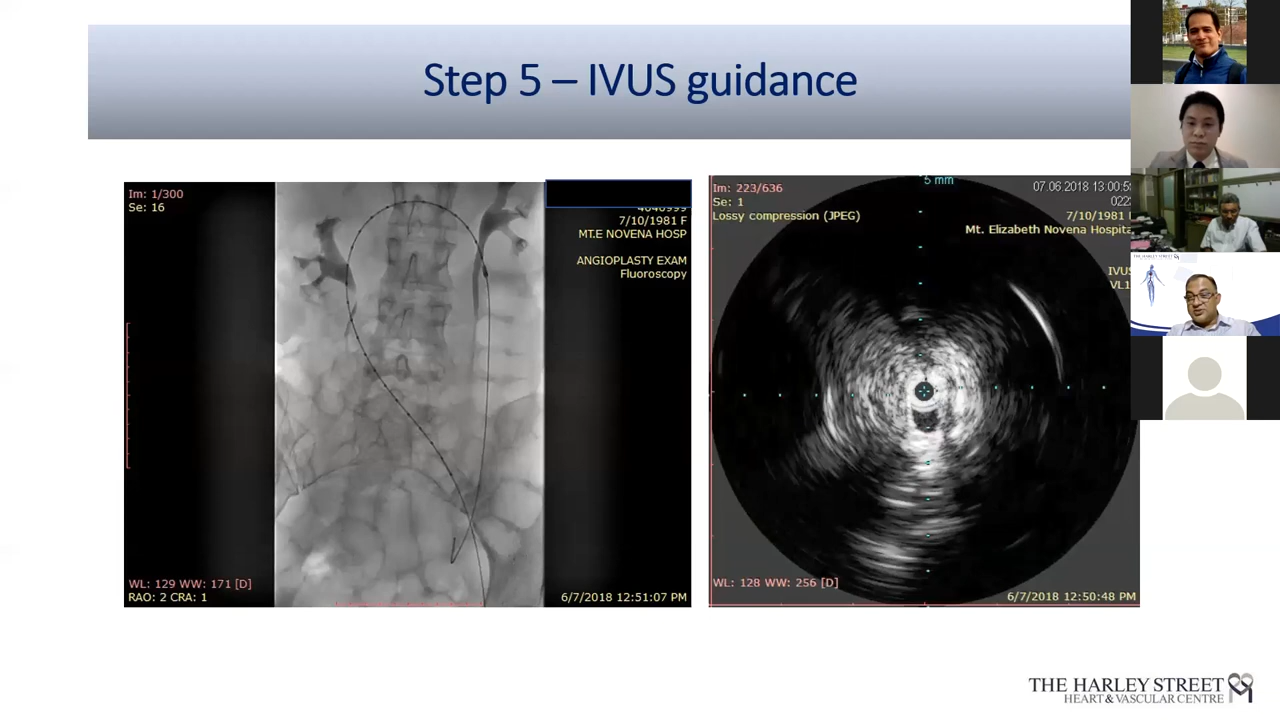 Step 5 – IVUS guidance
Im: 1/300
Se: 16
7/10/1981 F
MT.E NOVENA HOSP
ANGIOPLASTY EXAM
Fluoroscopy
WL: 129 WW: 171 [D]
RAO: 2 CRA: 1
6/7/2018 12:51:07 PM
5 mm
Im: 223/636
Se: 1
Lossy compression (JPEG)
07.06.2018 13:00:5
022
7/10/1981
Mt. Elizabeth Novena Hospita
IVUS
VL1
WL: 128 WW: 256 [D]
6/7/2018 12:50:48 PM
THE HARLEY STREET
HEART & VASCULAR CENTRE